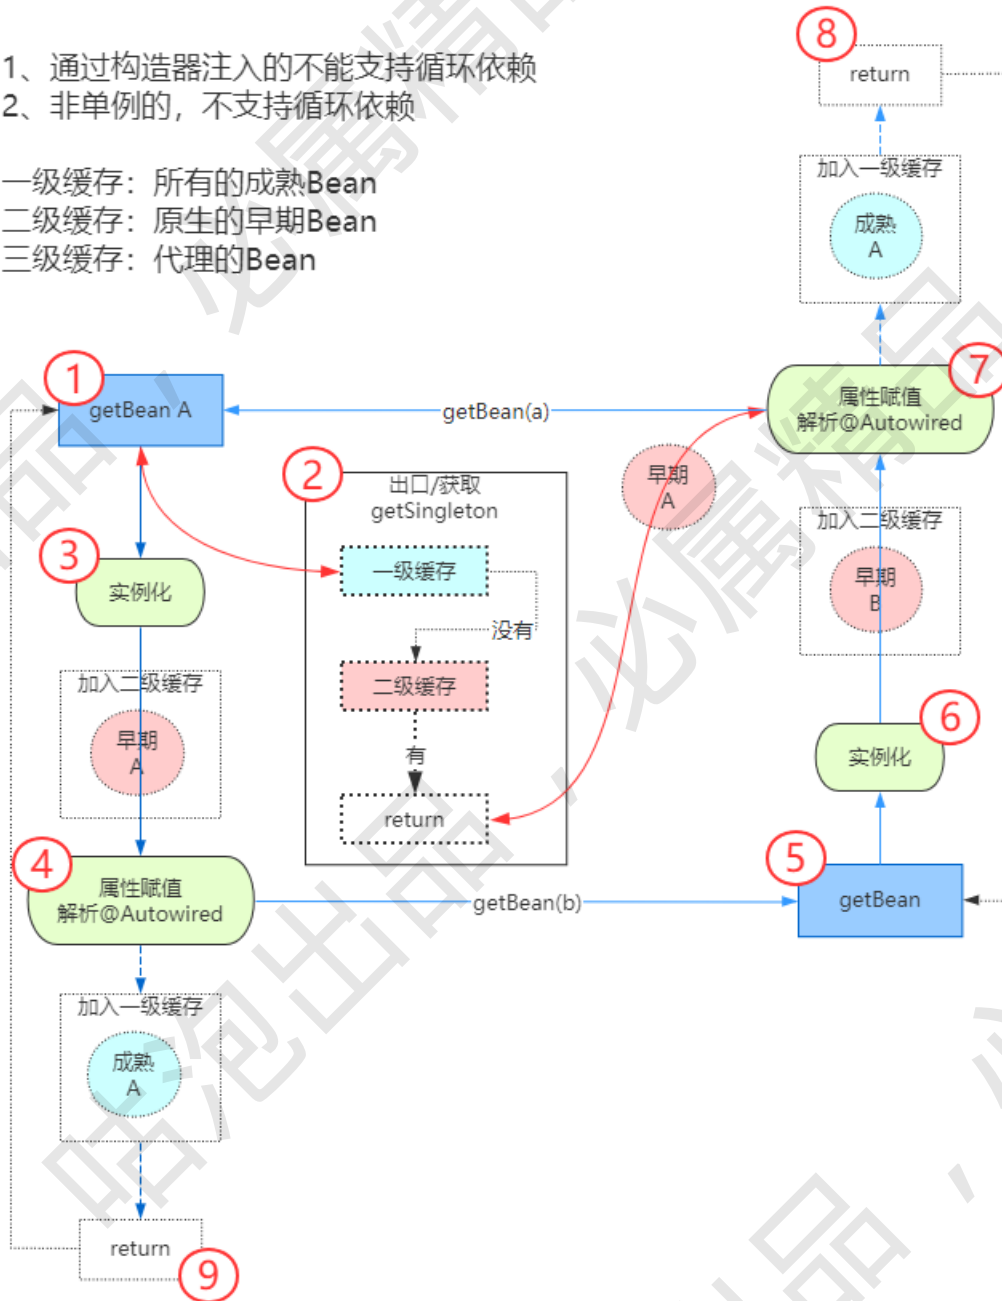 1、通过构造器注入的不能支持循环依赖
2、非单例的，不支持循环依赖
一级缓存：所有的成熟Bean
二级缓存：原生的早期Bean
三级缓存：代理的Bean
8
return
加入一级缓存
成熟
A
1
getBean A
getBean(a)
7
属性赋值
解析@Autowired
2
出口/获取
getSingleton
一级缓存
没有
二级缓存
有
return
早期
A
加入二级缓存
早期
B
3
实例化
加入二级缓存
早期
A
6
实例化
4
属性赋值
解析@Autowired
getBean(b)
5
getBean
加入一级缓存
成熟
A
return
9
咕泡出品，必属精品